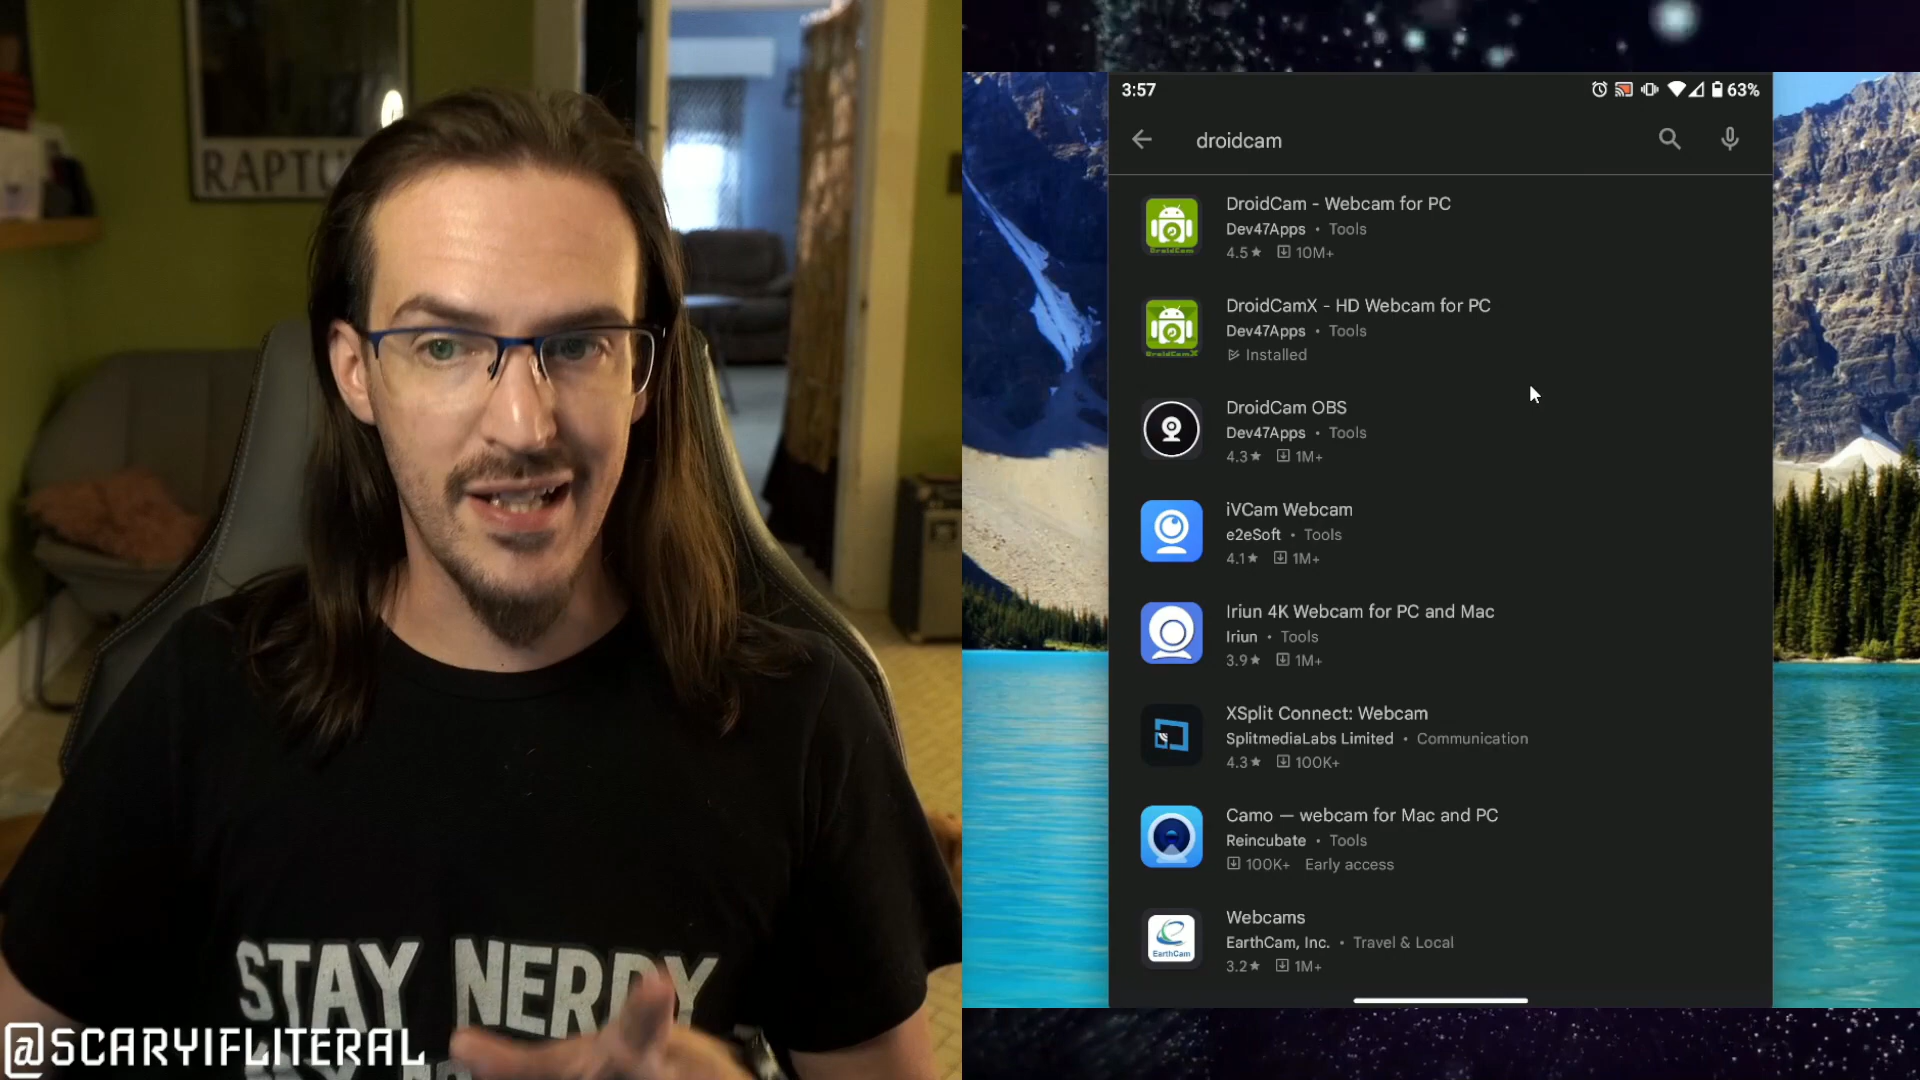 RAPTU
STAY NERDY
@SCARYIFLITERAL
3:57
63%
droidcam
DroidCam - Webcam for PC
Dev47Apps • Tools
4.5★ 10M+
DroidCamX - HD Webcam for PC
Dev47Apps • Tools
Installed
DroidCam OBS
Dev47Apps • Tools
4.3★ 1M+
iVCam Webcam
e2eSoft • Tools
4.1★ 1M+
Iriun 4K Webcam for PC and Mac
Iriun • Tools
3.9★ 1M+
XSplit Connect: Webcam
SplitmediaLabs Limited • Communication
4.3★ 100K+
Camo — webcam for Mac and PC
Reincubate • Tools
100K+ Early access
EarthCam
Webcams
EarthCam, Inc. • Travel & Local
3.2★ 1M+